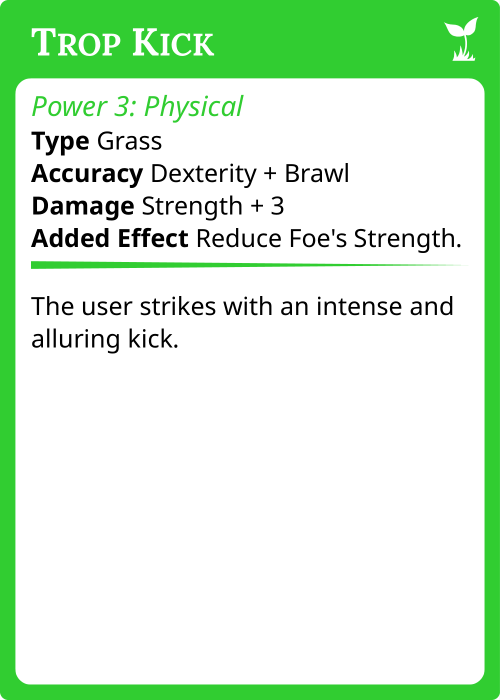 Trop Kick
Power 3: Physical
Type Grass
Accuracy Dexterity + Brawl
Damage Strength + 3
Added Effect Reduce Foe's Strength.
The user strikes with an intense and
alluring kick.